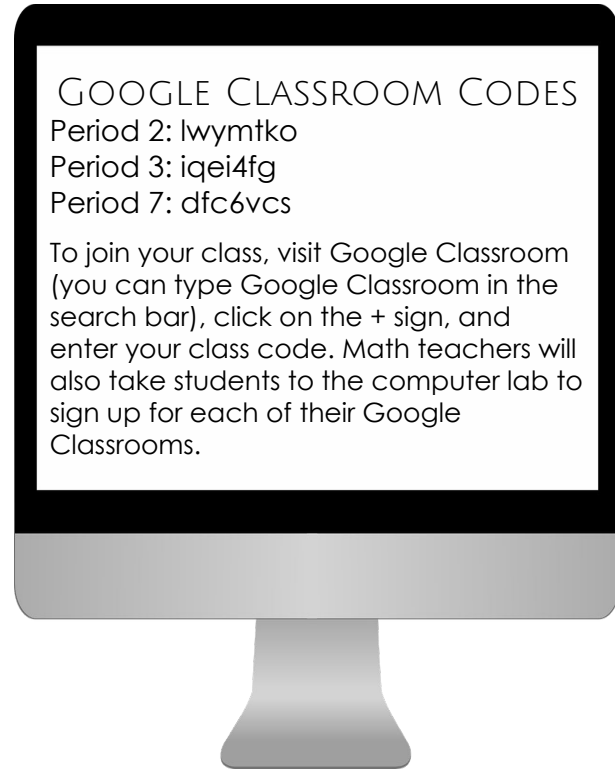 GOOGLE CLASSROOM CODES
Period 2: lwymtko
Period 3: iqei4fg
Period 7: dfc6vcs
To join your class, visit Google Classroom
(you can type Google Classroom in the
search bar), click on the + sign, and
enter your class code. Math teachers will
also take students to the computer lab to
sign up for each of their Google
Classrooms.